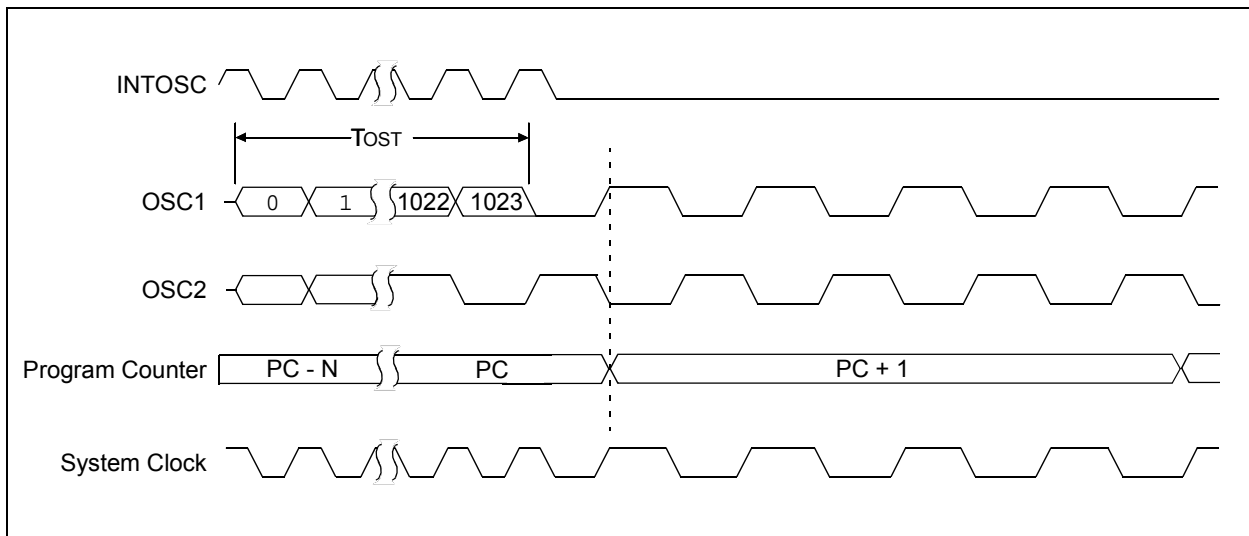 INTOSC
TOST
OSC1 0 1 1022 1023
OSC2
Program Counter PC - N PC PC + 1
System Clock